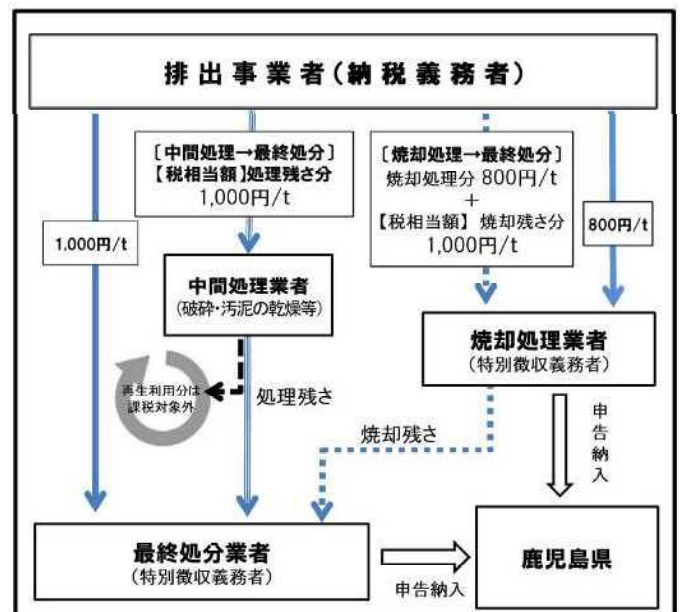 排出事業者(納税義務者)
〔中間処理→最終処分〕
【税相当額】処理残さ分
1,000円/t
〔焼却処理→最終処分〕
焼却処理分 800円/t
+
【税相当額】 焼却残さ分
1,000円/t
1,000円/t
800円/t
中間処理業者
(破砕・汚泥の乾燥等)
焼却処理業者
(特別徴収義務者)
再生利用分は
課税対象外
処理残さ
焼却残さ
申告納入
最終処分業者
(特別徴収義務者)
申告納入
鹿児島県